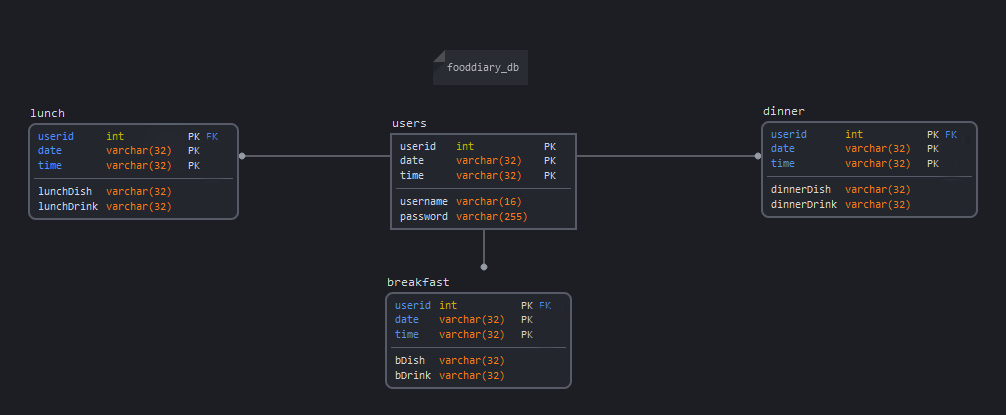 fooddiary_db
lunch
userid int PK FK
date varchar(32) PK
time varchar(32) PK
lunchDish varchar(32)
lunchDrink varchar(32)
users
userid int PK
date varchar(32) PK
time varchar(32) PK
username varchar(16)
password varchar(255)
dinner
userid int PK FK
date varchar(32) PK
time varchar(32) PK
dinnerDish varchar(32)
dinnerDrink varchar(32)
breakfast
userid int PK FK
date varchar(32) PK
time varchar(32) PK
bDish varchar(32)
bDrink varchar(32)